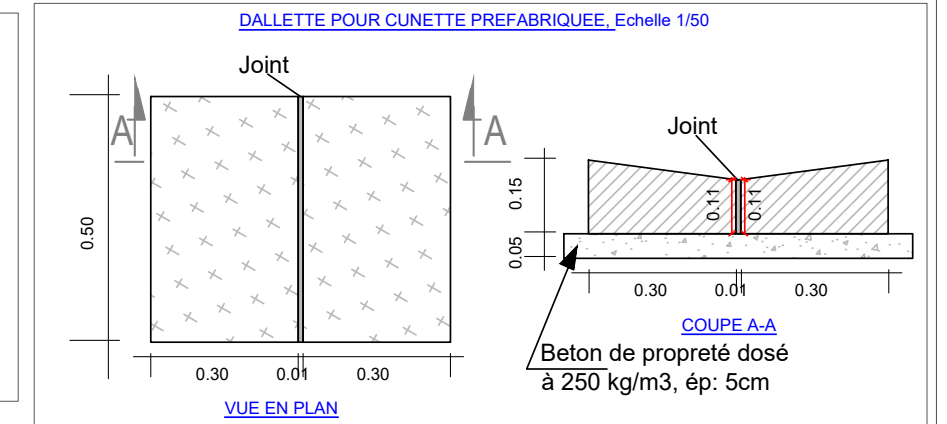 DALLETTE POUR CUNETTE PREFABRIQUEE, Echelle 1/50
Joint
A
A
0.50
0.30
0.01
0.30
VUE EN PLAN
Joint
0.15
0.11
0.11
0.05
0.30
0.01
0.30
COUPE A-A
Beton de propreté dosé
à 250 kg/m3, ép: 5cm